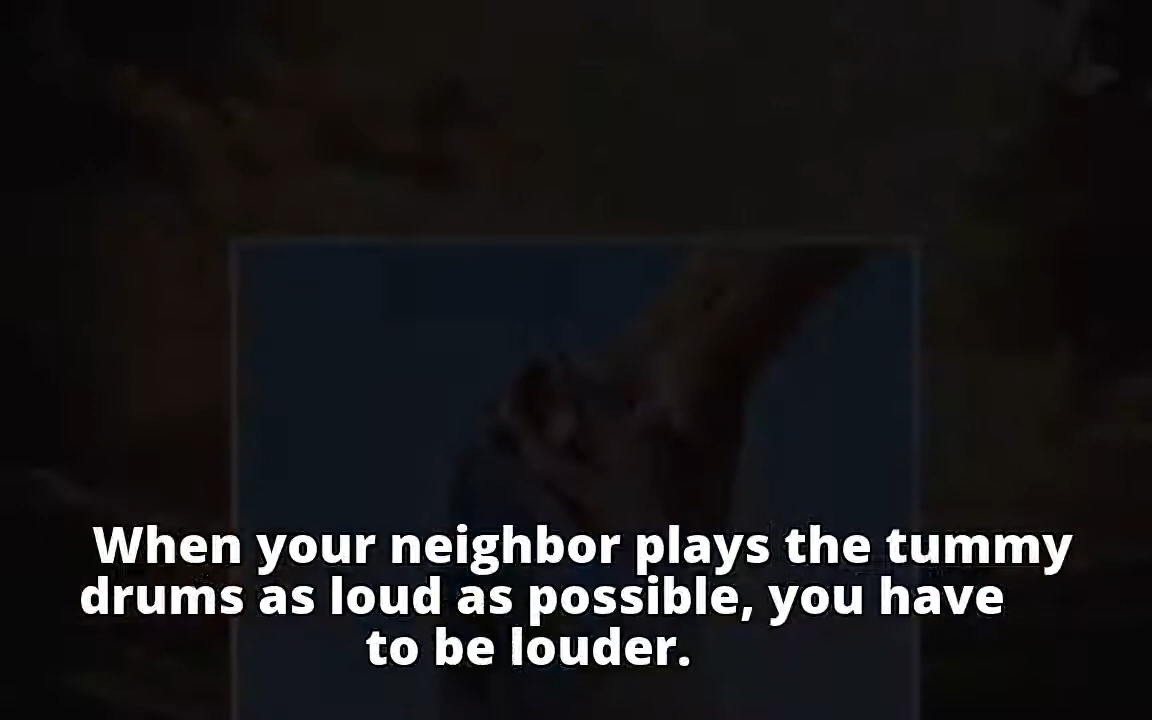 When your neighbor plays the tummy
drums as loud as possible, you have
to be louder.